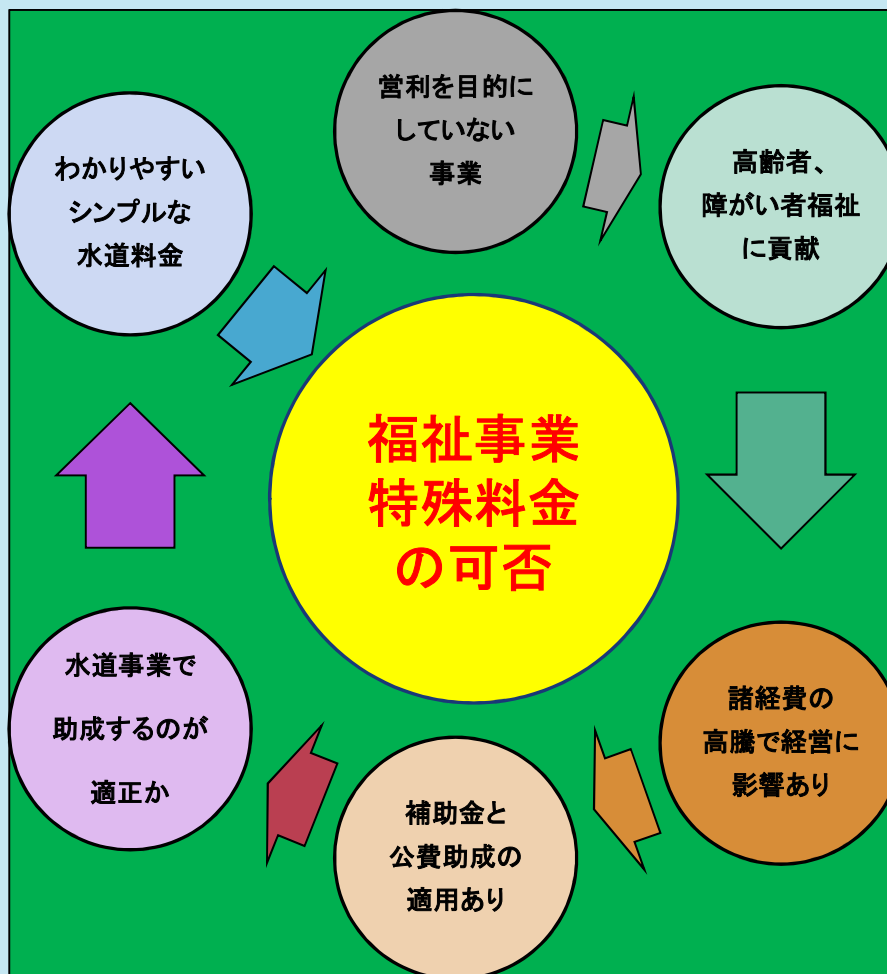 営利を目的に
していない
事業
高齢者、
障がい者福祉
に貢献
諸経費の
高騰で経営に
影響あり
補助金と
公費助成の
適用あり
水道事業で
助成するのが
適正か
わかりやすい
シンプルな
水道料金
福祉事業
特殊料金
の可否